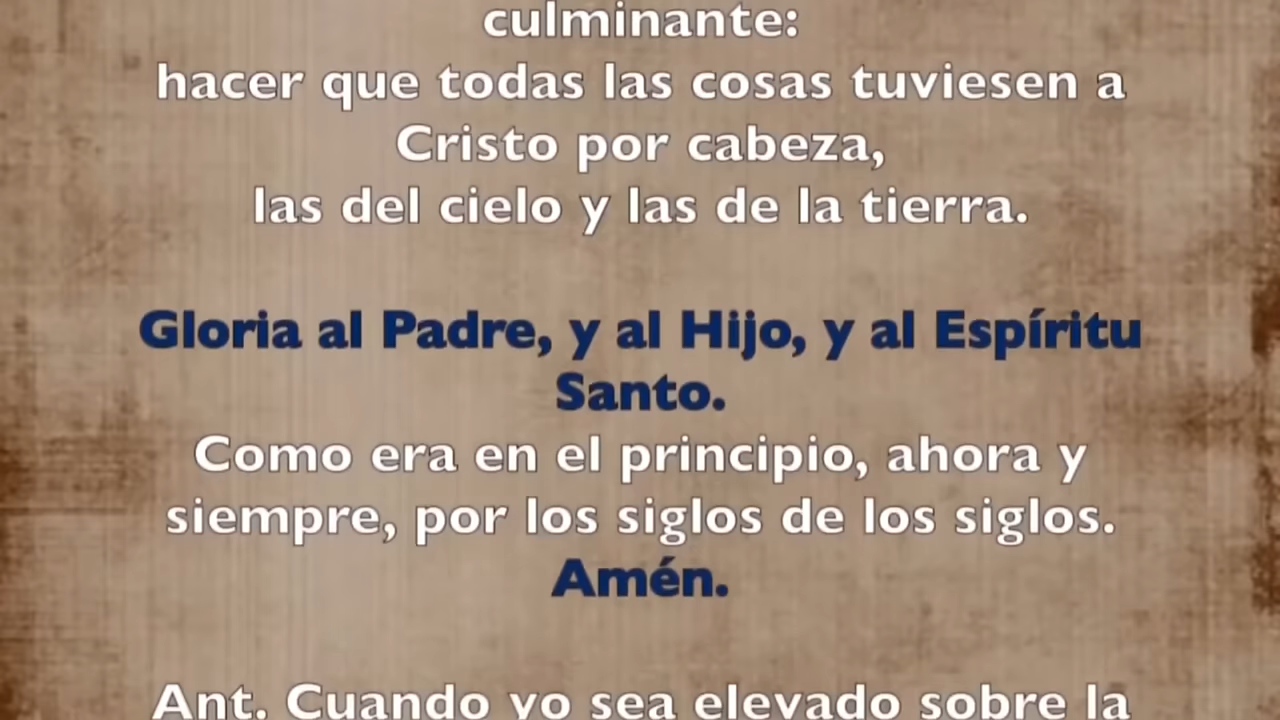 culminante:
hacer que todas las cosas tuviesen a
Cristo por cabeza,
las del cielo y las de la tierra.
Gloria al Padre, y al Hijo, y al Espíritu
Santo.
Como era en el principio, ahora y
siempre, por los siglos de los siglos.
Amén.
Ant. Cuando yo sea elevado sobre la